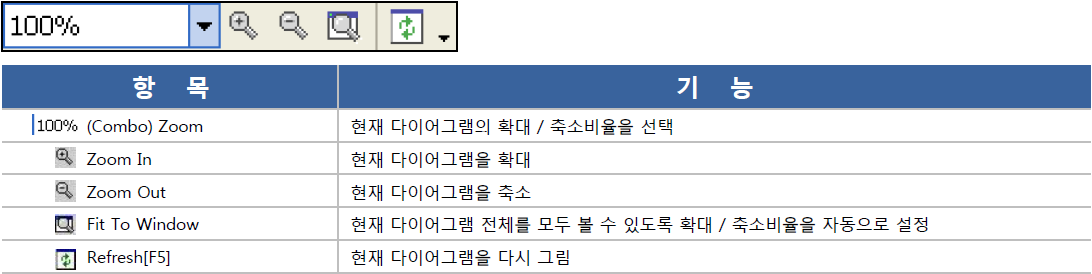 100%
항 목 기 능
100% (Combo) Zoom 현재 다이어그램의 확대 / 축소비율을 선택
Zoom In 현재 다이어그램을 확대
Zoom Out 현재 다이어그램을 축소
Fit To Window 현재 다이어그램 전체를 모두 볼 수 있도록 확대 / 축소비율을 자동으로 설정
Refresh[F5] 현재 다이어그램을 다시 그림